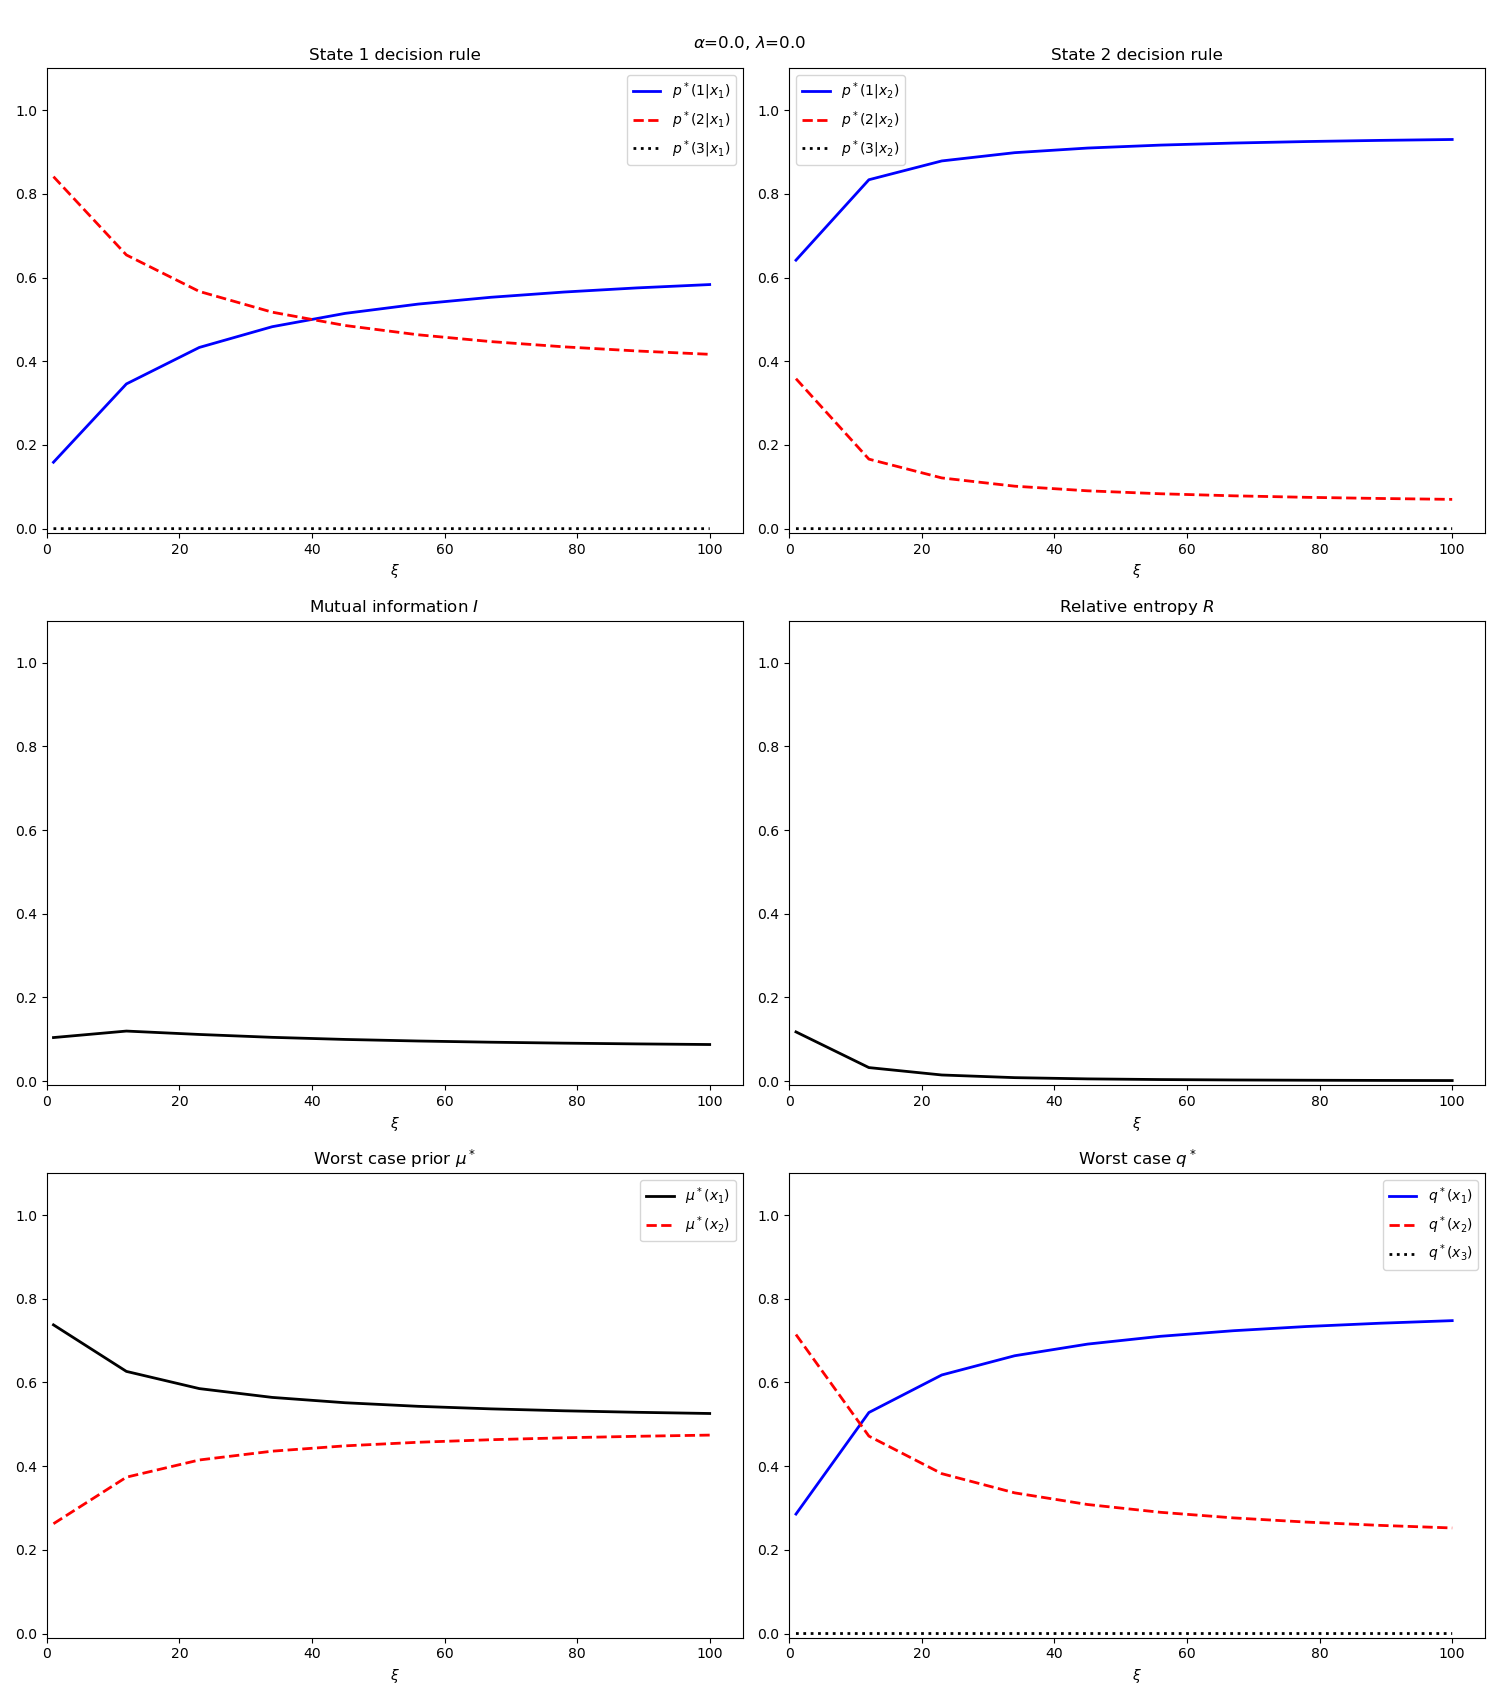 α=0.0, λ=0.0
State 1 decision rule
1.0
0.8
0.6
0.4
0.2
0.0
0 20 40 60 80 100
ξ
p*(1|x₁)
p*(2|x₁)
p*(3|x₁)
State 2 decision rule
1.0
0.8
0.6
0.4
0.2
0.0
0 20 40 60 80 100
ξ
p*(1|x₂)
p*(2|x₂)
p*(3|x₂)
Mutual information I
1.0
0.8
0.6
0.4
0.2
0.0
0 20 40 60 80 100
ξ
Relative entropy R
1.0
0.8
0.6
0.4
0.2
0.0
0 20 40 60 80 100
ξ
Worst case prior μ*
1.0
0.8
0.6
0.4
0.2
0.0
0 20 40 60 80 100
ξ
μ*(x₁)
μ*(x₂)
Worst case q*
1.0
0.8
0.6
0.4
0.2
0.0
0 20 40 60 80 100
ξ
q*(x₁)
q*(x₂)
q*(x₃)